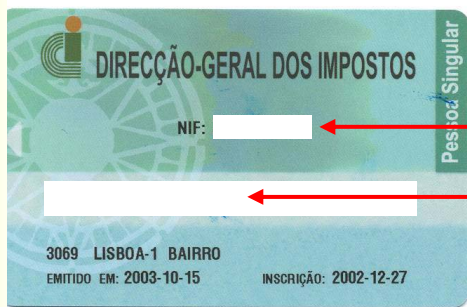 DIRECÇÃO-GERAL DOS IMPOSTOS
Pessoa Singular
NIF:
3069 LISBOA-1 BAIRRO
EMITIDO EM: 2003-10-15 INSCRIÇÃO: 2002-12-27